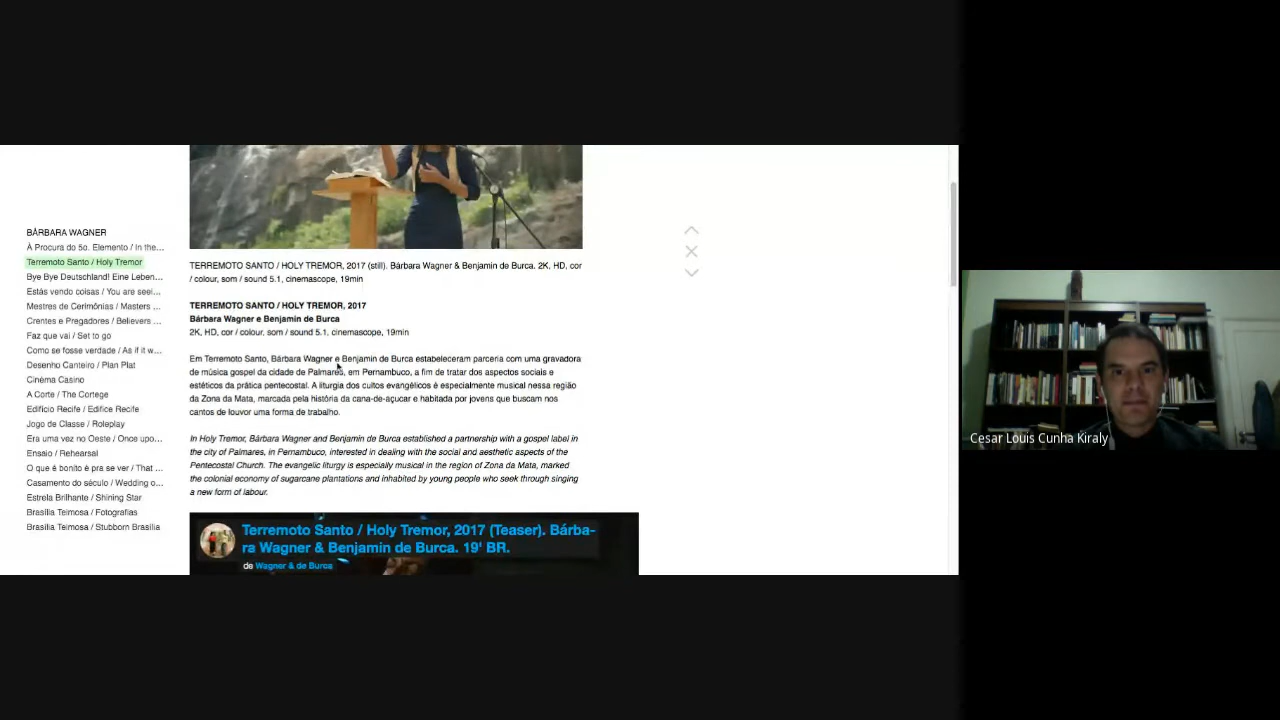 BÁRBARA WAGNER
À Procura do 5o. Elemento / In the...
Terremoto Santo / Holy Tremor
Bye Bye Deutschland! Eine Leben...
Estás vendo coisas / You are seei...
Mestres de Cerimônias / Masters ...
Crentes e Pregadores / Believers ...
Faz que vai / Set to go
Como se fosse verdade / As if it w...
Desenho Canteiro / Plan Plat
Cinéma Casino
A Corte / The Cortege
Edifício Recife / Edifice Recife
Jogo de Classe / Roleplay
Era uma vez no Oeste / Once upo...
Ensaio / Rehearsal
O que é bonito é pra se ver / That ...
Casamento do século / Wedding o...
Estrela Brilhante / Shining Star
Brasília Teimosa / Fotografias
Brasília Teimosa / Stubborn Brasília
TERREMOTO SANTO / HOLY TREMOR, 2017 (still). Bárbara Wagner & Benjamin de Burca. 2K, HD, cor
/ colour, som / sound 5.1, cinemascope, 19min
TERREMOTO SANTO / HOLY TREMOR, 2017
Bárbara Wagner e Benjamin de Burca
2K, HD, cor / colour, som / sound 5.1, cinemascope, 19min
Em Terremoto Santo, Bárbara Wagner e Benjamin de Burca estabeleceram parceria com uma gravadora
de música gospel da cidade de Palmares, em Pernambuco, a fim de tratar dos aspectos sociais e
estéticos da prática pentecostal. A liturgia dos cultos evangélicos é especialmente musical nessa região
da Zona da Mata, marcada pela história da cana-de-açucar e habitada por jovens que buscam nos
cantos de louvor uma forma de trabalho.
In Holy Tremor, Bárbara Wagner and Benjamin de Burca established a partnership with a gospel label in
the city of Palmares, in Pernambuco, interested in dealing with the social and aesthetic aspects of the
Pentecostal Church. The evangelic liturgy is especially musical in the region of Zona da Mata, marked
the colonial economy of sugarcane plantations and inhabited by young people who seek through singing
a new form of labour.
Terremoto Santo / Holy Tremor, 2017 (Teaser). Bárba-
ra Wagner & Benjamin de Burca. 19' BR.
de Wagner & de Burca
Cesar Louis Cunha Kiraly